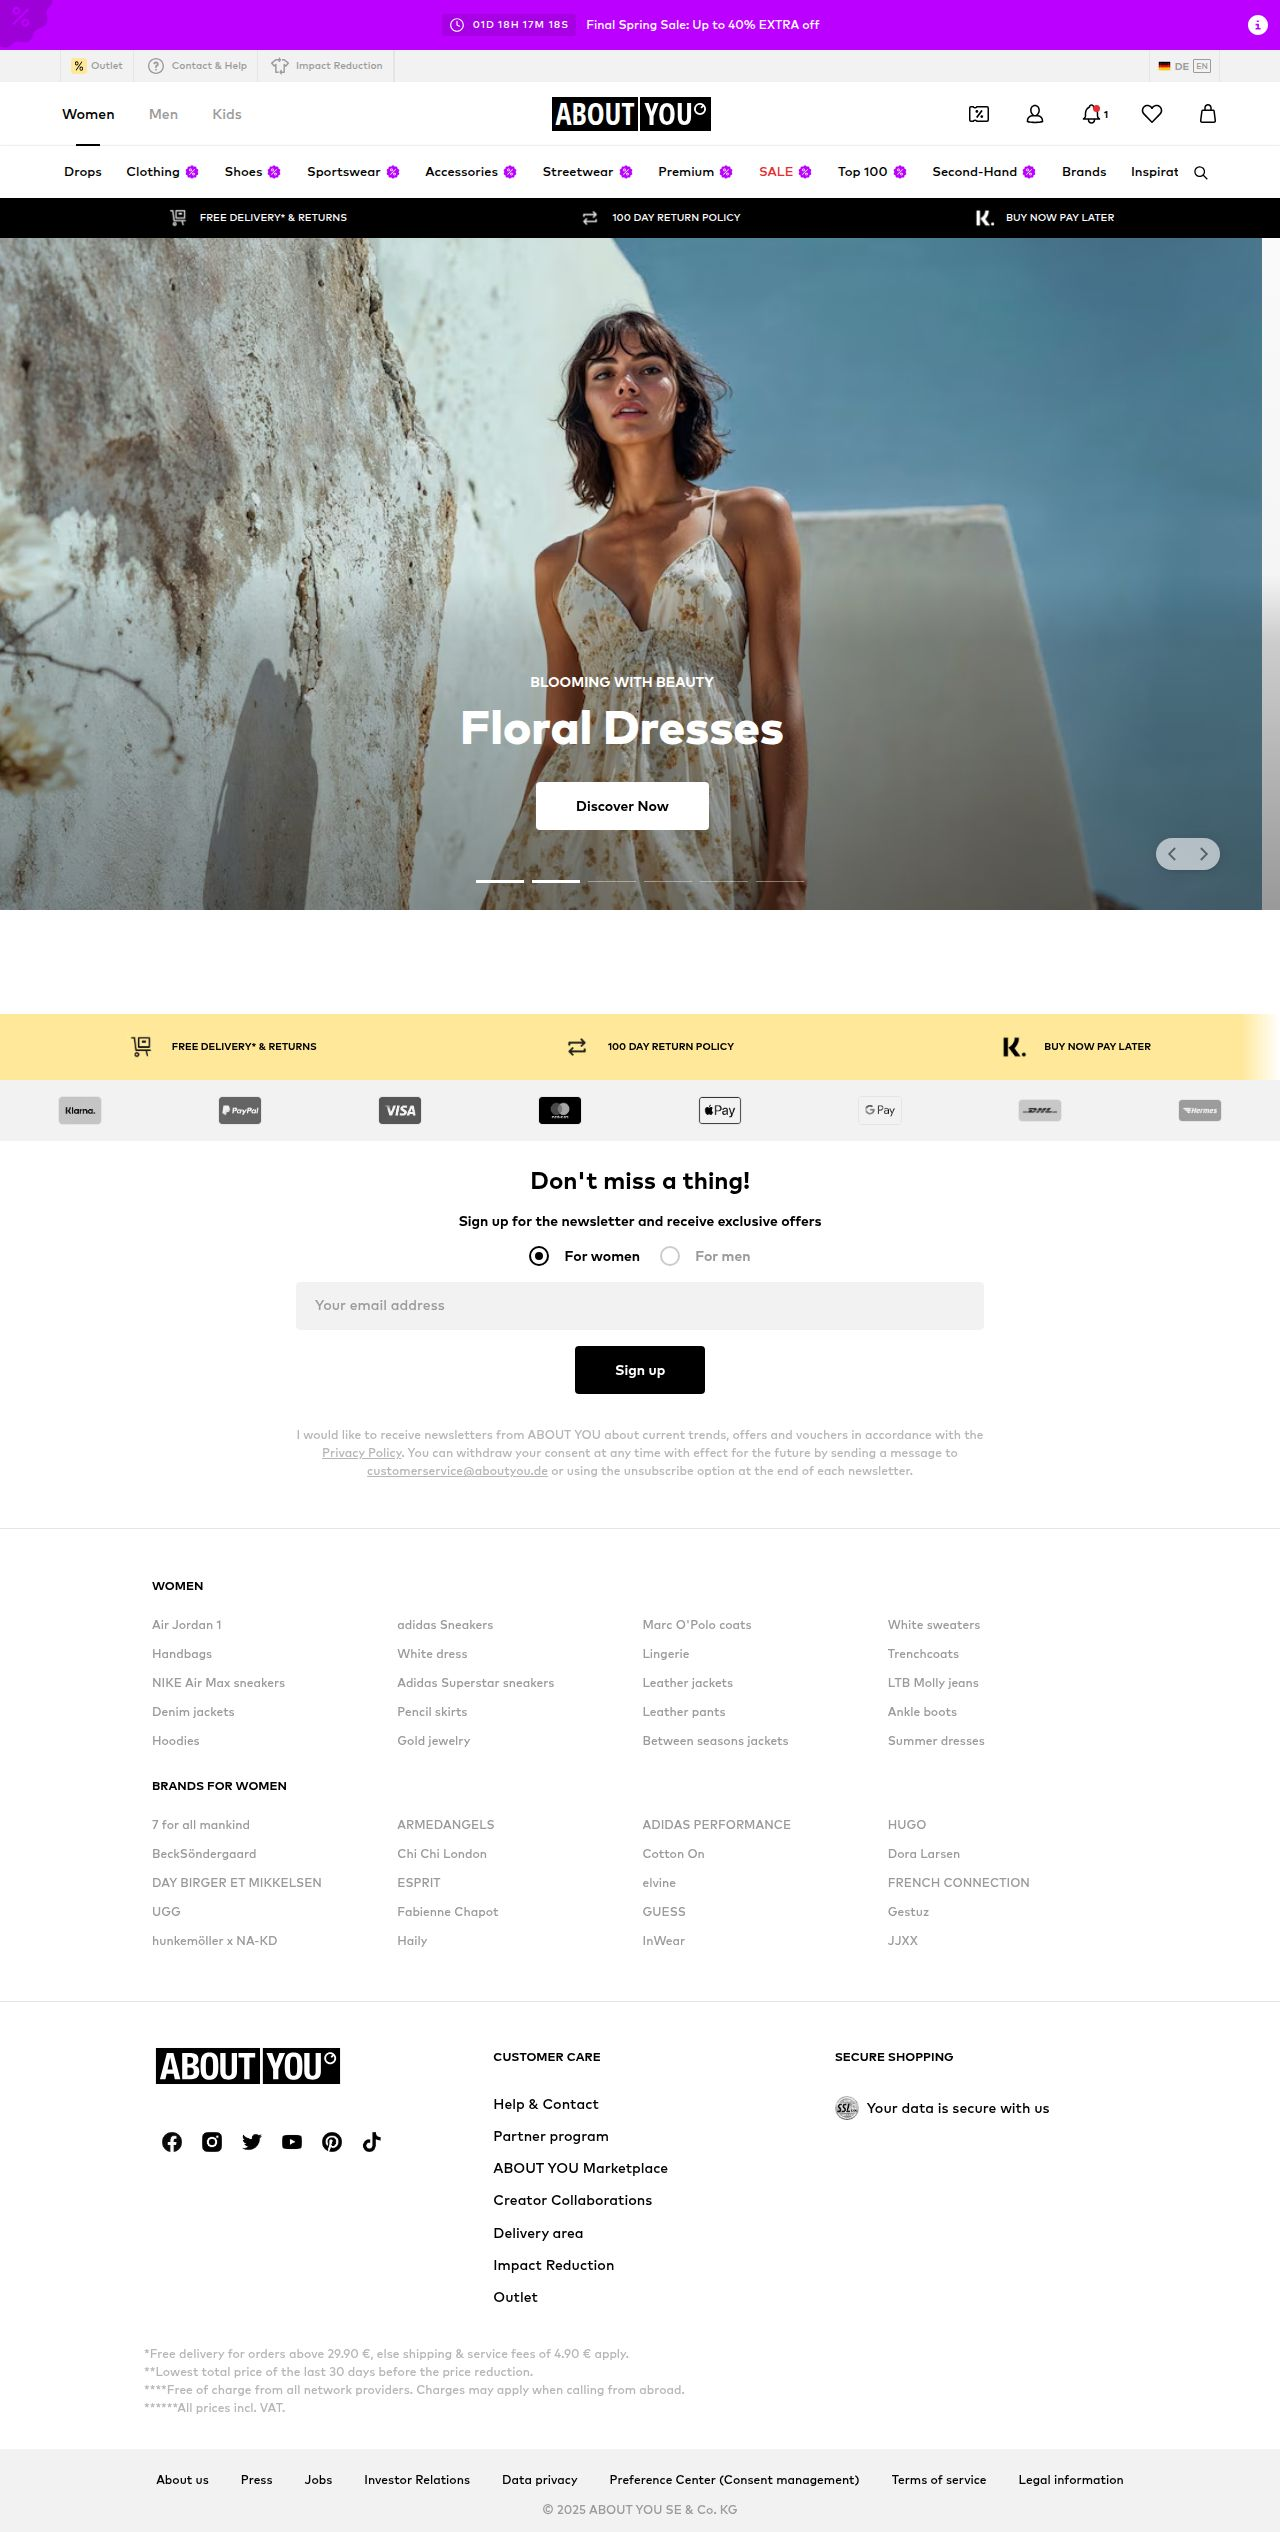 01D 18H 17M 18S Final Spring Sale: Up to 40% EXTRA off
Outlet Contact & Help Impact Reduction DE EN
Women Men Kids ABOUT YOU 1
Drops Clothing Shoes Sportswear Accessories Streetwear Premium SALE Top 100 Second-Hand Brands Inspirat
FREE DELIVERY* & RETURNS 100 DAY RETURN POLICY K. BUY NOW PAY LATER
BLOOMING WITH BEAUTY
Floral Dresses
Discover Now
FREE DELIVERY* & RETURNS 100 DAY RETURN POLICY K. BUY NOW PAY LATER
Klarna. PayPal VISA Pay G Pay DHL Hermes
Don't miss a thing!
Sign up for the newsletter and receive exclusive offers
For women For men
Your email address
Sign up
I would like to receive newsletters from ABOUT YOU about current trends, offers and vouchers in accordance with the
Privacy Policy. You can withdraw your consent at any time with effect for the future by sending a message to
customerservice@aboutyou.de or using the unsubscribe option at the end of each newsletter.
WOMEN
Air Jordan 1 adidas Sneakers Marc O'Polo coats White sweaters
Handbags White dress Lingerie Trenchcoats
NIKE Air Max sneakers Adidas Superstar sneakers Leather jackets LTB Molly jeans
Denim jackets Pencil skirts Leather pants Ankle boots
Hoodies Gold jewelry Between seasons jackets Summer dresses
BRANDS FOR WOMEN
7 for all mankind ARMEDANGELS ADIDAS PERFORMANCE HUGO
BeckSöndergaard Chi Chi London Cotton On Dora Larsen
DAY BIRGER ET MIKKELSEN ESPRIT elvine FRENCH CONNECTION
UGG Fabienne Chapot GUESS Gestuz
hunkemöller x NA-KD Haily InWear JJXX
ABOUT YOU
CUSTOMER CARE
Help & Contact
Partner program
ABOUT YOU Marketplace
Creator Collaborations
Delivery area
Impact Reduction
Outlet
SECURE SHOPPING
SSL Your data is secure with us
*Free delivery for orders above 29.90 €, else shipping & service fees of 4.90 € apply.
**Lowest total price of the last 30 days before the price reduction.
****Free of charge from all network providers. Charges may apply when calling from abroad.
******All prices incl. VAT.
About us Press Jobs Investor Relations Data privacy Preference Center (Consent management) Terms of service Legal information
© 2025 ABOUT YOU SE & Co. KG